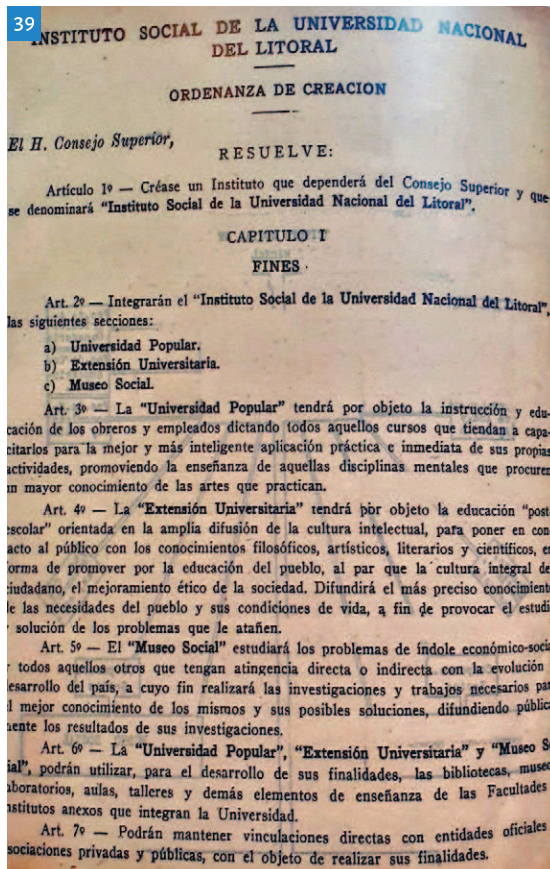 39
INSTITUTO SOCIAL DE LA UNIVERSIDAD NACIONAL
DEL LITORAL
ORDENANZA DE CREACION
El H. Consejo Superior,
RESUELVE:
Artículo 1º — Créase un Instituto que dependerá del Consejo Superior y que
se denominará "Instituto Social de la Universidad Nacional del Litoral".
CAPITULO I
FINES
Art. 2º — Integrarán el "Instituto Social de la Universidad Nacional del Litoral",
las siguientes secciones:
a) Universidad Popular.
b) Extensión Universitaria.
c) Museo Social.
Art. 3º — La "Universidad Popular" tendrá por objeto la instrucción y edu-
cación de los obreros y empleados dictando todos aquellos cursos que tiendan a capa-
citarlos para la mejor y más inteligente aplicación práctica e inmediata de sus propias
actividades, promoviendo la enseñanza de aquellas disciplinas mentales que procuren
un mayor conocimiento de las artes que practican.
Art. 4º — La "Extensión Universitaria" tendrá por objeto la educación "post
escolar" orientada en la amplia difusión de la cultura intelectual, para poner en con
acto al público con los conocimientos filosóficos, artísticos, literarios y científicos, en
forma de promover por la educación del pueblo, al par que la cultura integral de
ciudadano, el mejoramiento ético de la sociedad. Difundirá el más preciso conocimient
de las necesidades del pueblo y sus condiciones de vida, a fin de provocar el estudi
y solución de los problemas que le atañen.
Art. 5º — El "Museo Social" estudiará los problemas de índole económico-socia
y todos aquellos otros que tengan atingencia directa o indirecta con la evolución
desarrollo del país, a cuyo fin realizará las investigaciones y trabajos necesarios par
el mejor conocimiento de los mismos y sus posibles soluciones, difundiendo pública
mente los resultados de sus investigaciones.
Art. 6º — La "Universidad Popular", "Extensión Universitaria" y "Museo So
cial", podrán utilizar, para el desarrollo de sus finalidades, las bibliotecas, museo
aboratorios, aulas, talleres y demás elementos de enseñanza de las Facultades
nstitutos anexos que integran la Universidad.
Art. 7º — Podrán mantener vinculaciones directas con entidades oficiales
sociaciones privadas y públicas, con el objeto de realizar sus finalidades.